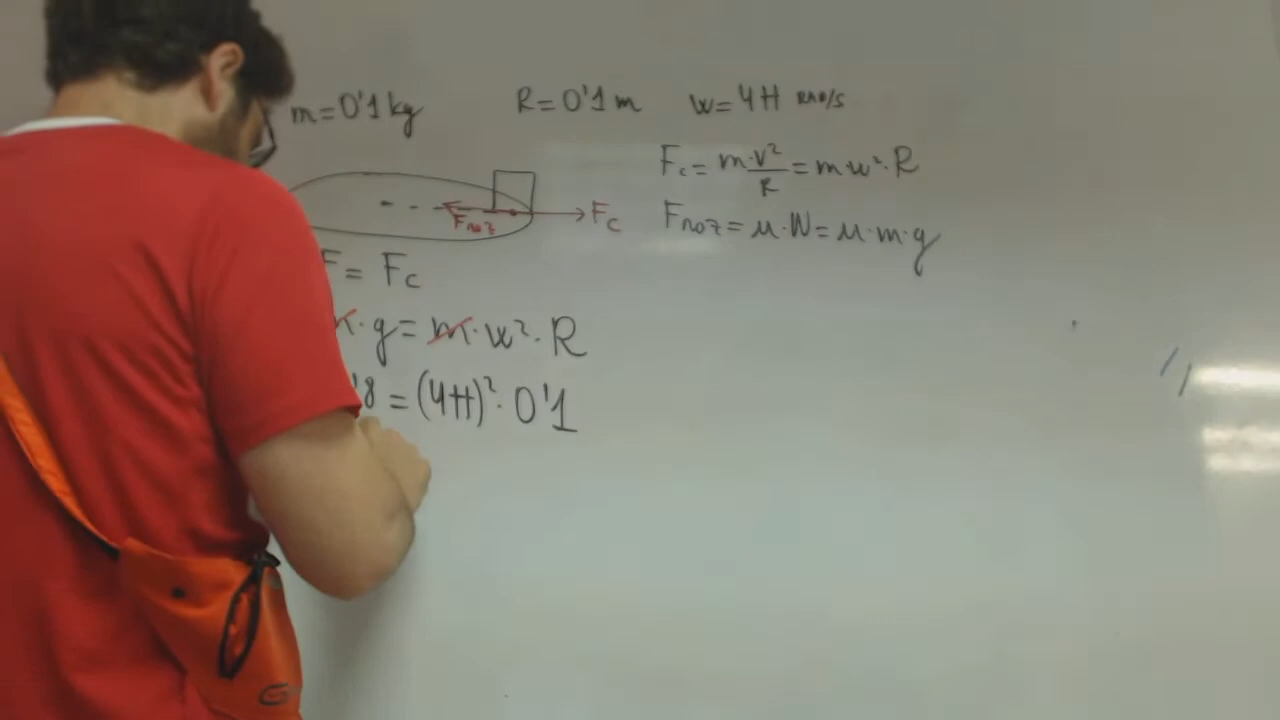 m=0'1 kg R=0'1 m w=4π RAD/S
Fc = m·v²/R = m·w²·R
Froz = μ·N = μ·m·g
Froz Fc
F = Fc
·g = m·w²·R
'8 = (4π)²·0'1